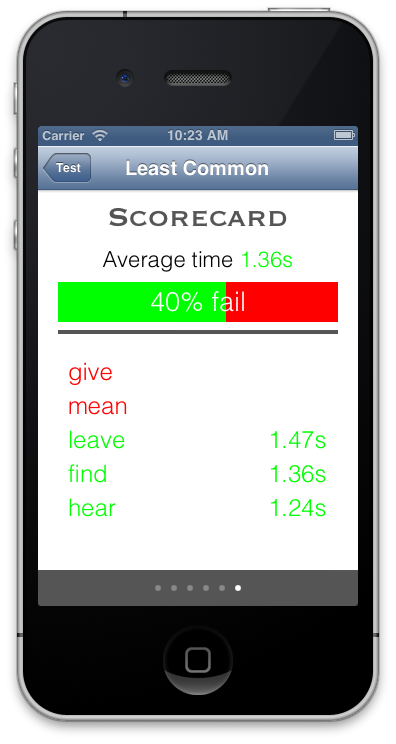 Carrier 10:23 AM
Test Least Common
SCORECARD
Average time 1.36s
40% fail
give
mean
leave 1.47s
find 1.36s
hear 1.24s